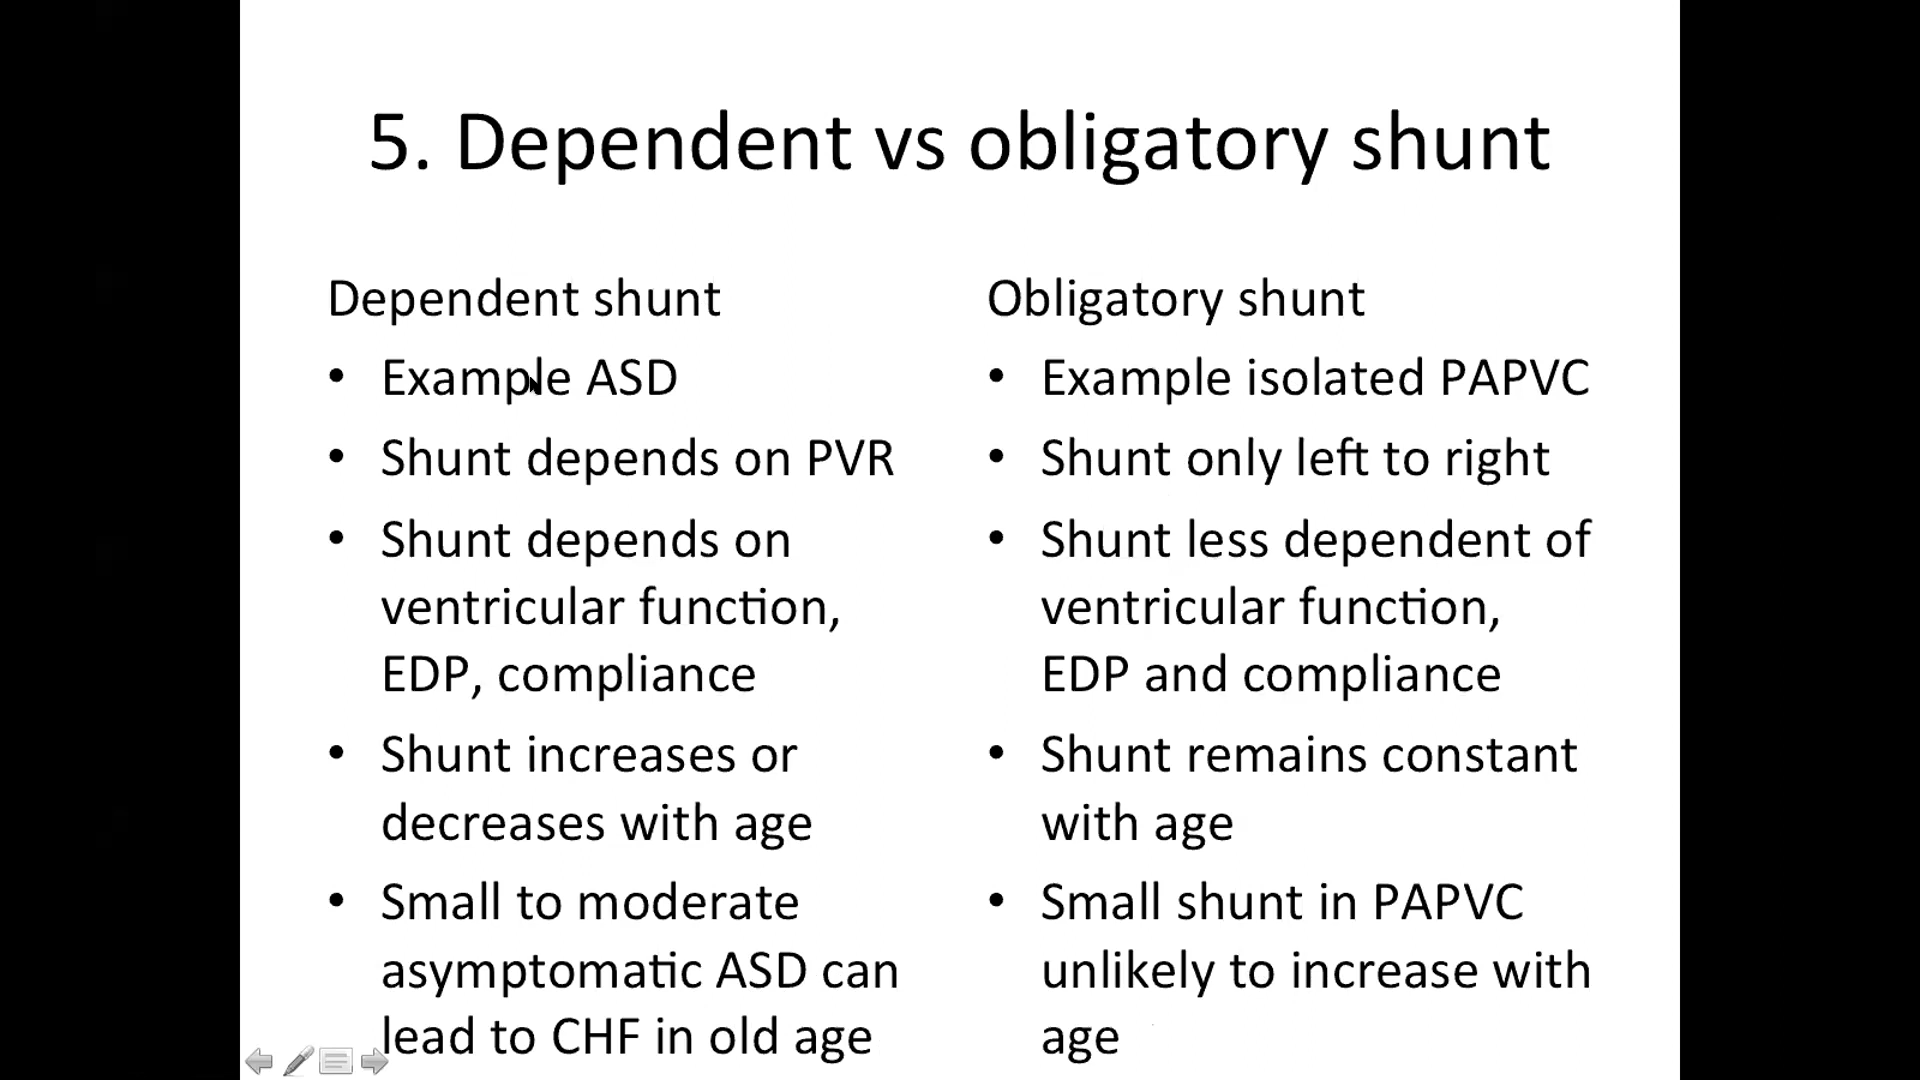 5. Dependent vs obligatory shunt
Dependent shunt
• Example ASD
• Shunt depends on PVR
• Shunt depends on
ventricular function,
EDP, compliance
• Shunt increases or
decreases with age
• Small to moderate
asymptomatic ASD can
lead to CHF in old age
Obligatory shunt
• Example isolated PAPVC
• Shunt only left to right
• Shunt less dependent of
ventricular function,
EDP and compliance
• Shunt remains constant
with age
• Small shunt in PAPVC
unlikely to increase with
age